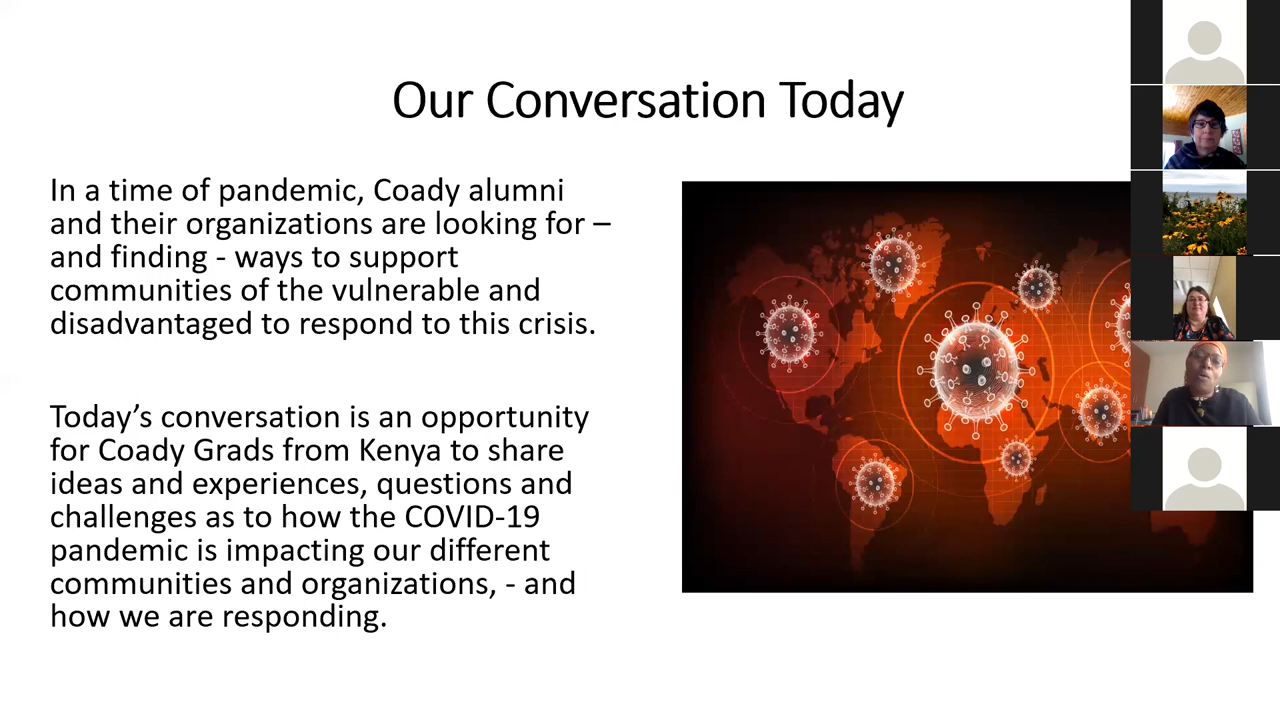 Our Conversation Today
In a time of pandemic, Coady alumni
and their organizations are looking for –
and finding - ways to support
communities of the vulnerable and
disadvantaged to respond to this crisis.
Today’s conversation is an opportunity
for Coady Grads from Kenya to share
ideas and experiences, questions and
challenges as to how the COVID-19
pandemic is impacting our different
communities and organizations, - and
how we are responding.